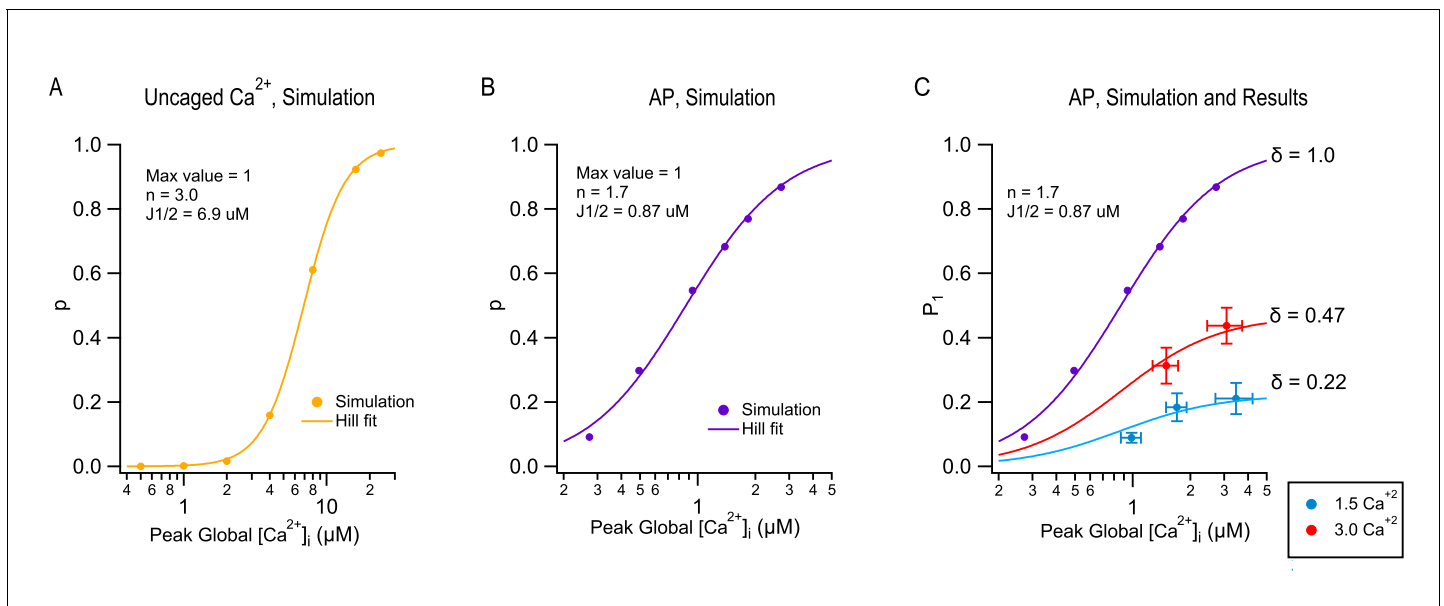 A
Uncaged Ca2+, Simulation
1.0
0.8
0.6
0.4
0.2
0.0
p
Max value = 1
n = 3.0
J1/2 = 6.9 uM
Simulation
Hill fit
4 6 8 1 2 4 6 8 10 2
Peak Global [Ca2+]i (µM)
B
AP, Simulation
1.0
0.8
0.6
0.4
0.2
0.0
p
Max value = 1
n = 1.7
J1/2 = 0.87 uM
Simulation
Hill fit
2 3 4 5 6 1 2 3 4 5
Peak Global [Ca2+]i (µM)
C
AP, Simulation and Results
1.0
0.8
0.6
0.4
0.2
0.0
P1
n = 1.7
J1/2 = 0.87 uM
δ = 1.0
δ = 0.47
δ = 0.22
2 3 4 5 6 1 2 3 4 5
Peak Global [Ca2+]i (µM)
1.5 Ca+2
3.0 Ca+2